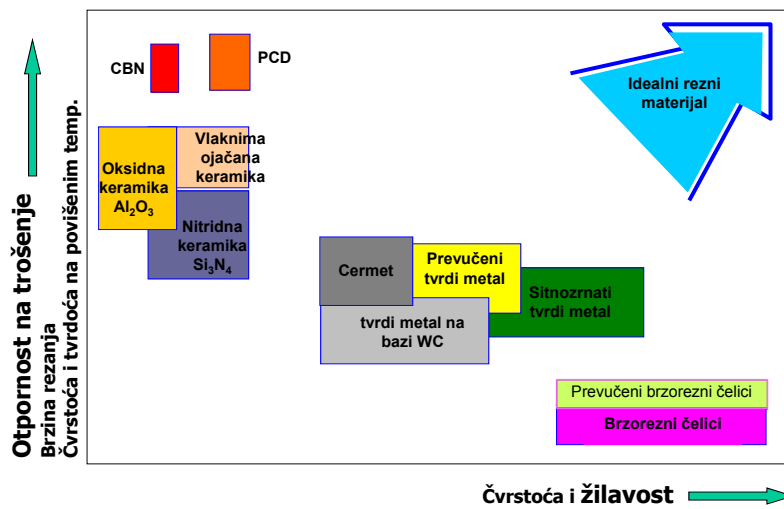 CBN
PCD
Idealni rezni
materijal
Oksidna
keramika
Al₂O₃
Vlaknima
ojačana
keramika
Nitridna
keramika
Si₃N₄
Cermet
Prevučeni
tvrdi metal
Sitnozrnati
tvrdi metal
tvrdi metal na
bazi WC
Prevučeni brzorezni čelici
Brzorezni čelici
Otpornost na trošenje
Brzina rezanja
Čvrstoća i tvrdoća na povišenim temp.
Čvrstoća i žilavost